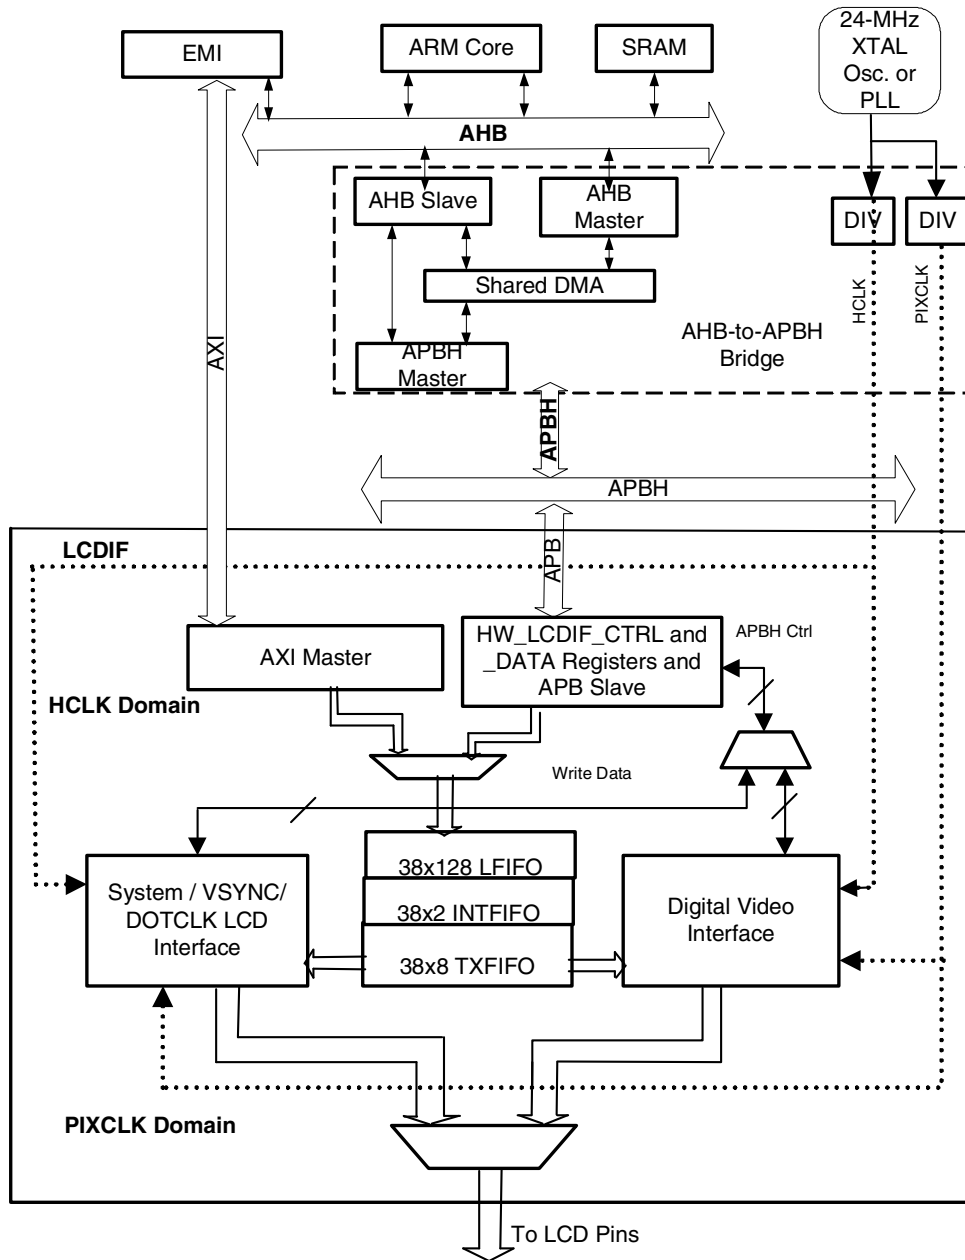 EMI
ARM Core
SRAM
24-MHz
XTAL
Osc. or
PLL
AHB
AHB Slave
AHB
Master
DIV
DIV
Shared DMA
HCLK
PIXCLK
AHB-to-APBH
Bridge
AXI
APBH
Master
APBH
APBH
LCDIF
APB
AXI Master
HW_LCDIF_CTRL and
_DATA Registers and
APB Slave
APBH Ctrl
HCLK Domain
Write Data
38x128 LFIFO
System / VSYNC/
DOTCLK LCD
Interface
38x2 INTFIFO
Digital Video
Interface
38x8 TXFIFO
PIXCLK Domain
To LCD Pins